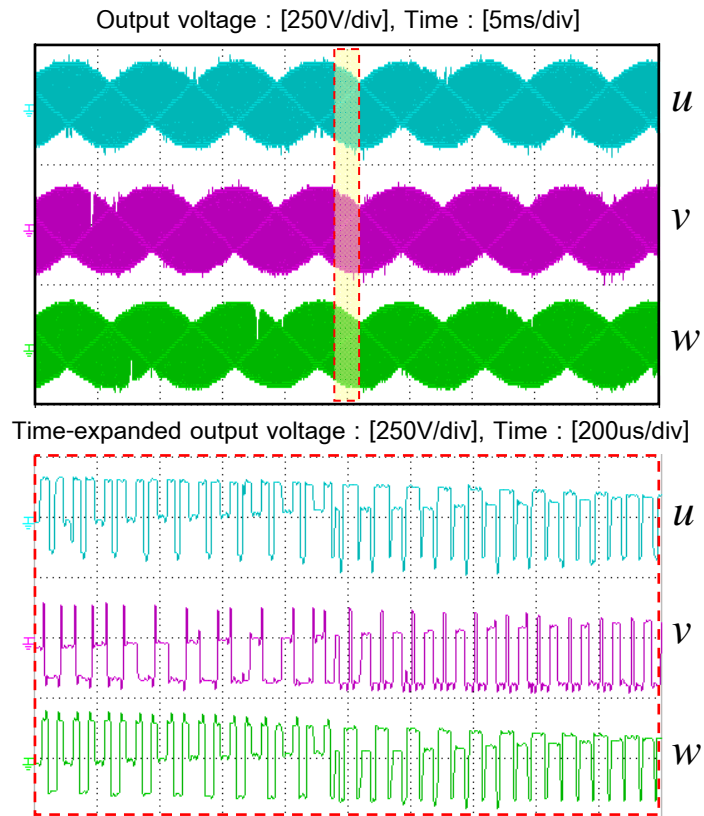 Output voltage : [250V/div], Time : [5ms/div]
u
v
w
Time-expanded output voltage : [250V/div], Time : [200us/div]
u
v
w